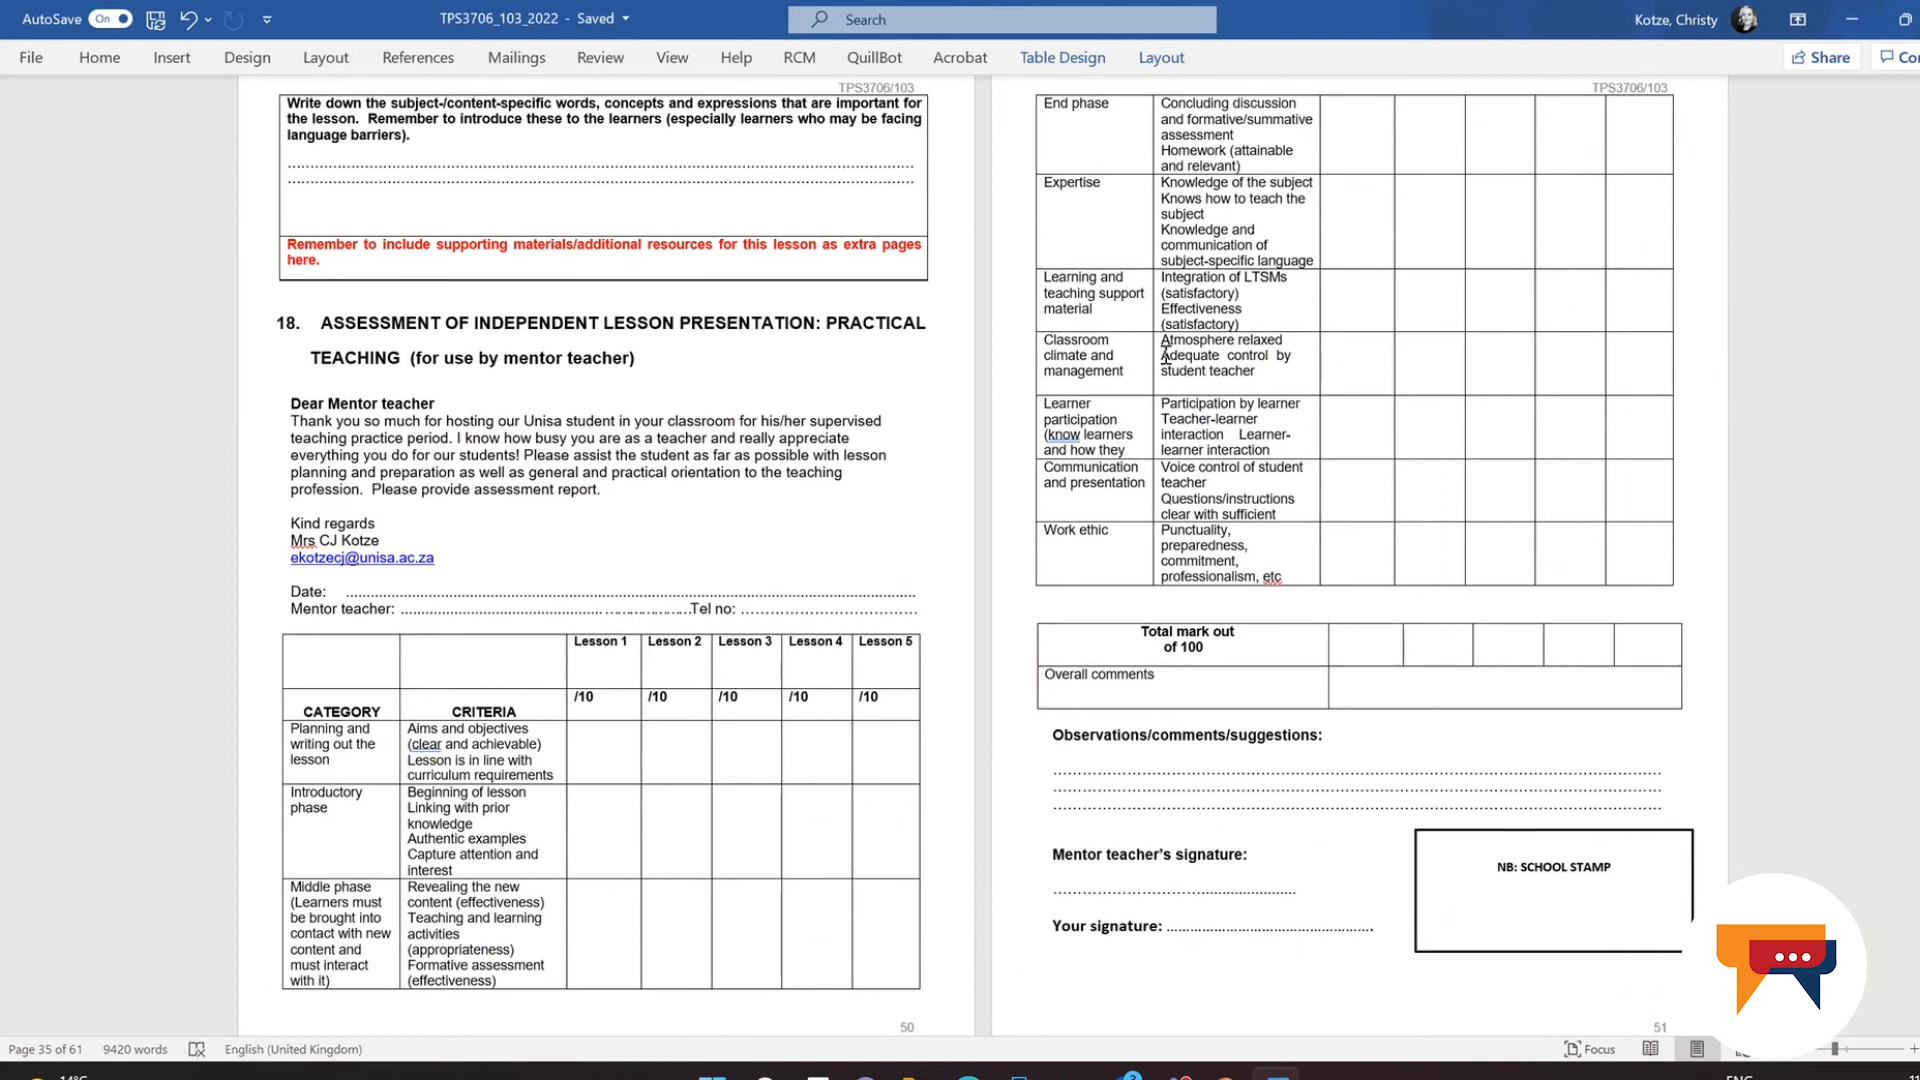 AutoSave On TPS3706_103_2022 - Saved Search Kotze, Christy
File Home Insert Design Layout References Mailings Review View Help RCM QuillBot Acrobat Table Design Layout Share
TPS3706/103
Write down the subject-/content-specific words, concepts and expressions that are important for
the lesson. Remember to introduce these to the learners (especially learners who may be facing
language barriers).
Remember to include supporting materials/additional resources for this lesson as extra pages
here.
18. ASSESSMENT OF INDEPENDENT LESSON PRESENTATION: PRACTICAL
TEACHING (for use by mentor teacher)
Dear Mentor teacher
Thank you so much for hosting our Unisa student in your classroom for his/her supervised
teaching practice period. I know how busy you are as a teacher and really appreciate
everything you do for our students! Please assist the student as far as possible with lesson
planning and preparation as well as general and practical orientation to the teaching
profession. Please provide assessment report.
Kind regards
Mrs CJ Kotze
ekotzecj@unisa.ac.za
Date: ........................................
Mentor teacher: ........................................Tel no: ........................................
Lesson 1 Lesson 2 Lesson 3 Lesson 4 Lesson 5
/10 /10 /10 /10 /10
CATEGORY CRITERIA
Planning and
writing out the
lesson
Aims and objectives
(clear and achievable)
Lesson is in line with
curriculum requirements
Introductory
phase
Beginning of lesson
Linking with prior
knowledge
Authentic examples
Capture attention and
interest
Middle phase
(Learners must
be brought into
contact with new
content and
must interact
with it)
Revealing the new
content (effectiveness)
Teaching and learning
activities
(appropriateness)
Formative assessment
(effectiveness)
50
TPS3706/103
End phase
Concluding discussion
and formative/summative
assessment
Homework (attainable
and relevant)
Expertise
Knowledge of the subject
Knows how to teach the
subject
Knowledge and
communication of
subject-specific language
Learning and
teaching support
material
Integration of LTSMs
(satisfactory)
Effectiveness
(satisfactory)
Classroom
climate and
management
Atmosphere relaxed
Adequate control by
student teacher
Learner
participation
(know learners
and how they
Participation by learner
Teacher-learner
interaction Learner-
learner interaction
Communication
and presentation
Voice control of student
teacher
Questions/instructions
clear with sufficient
Work ethic
Punctuality,
preparedness,
commitment,
professionalism, etc
Total mark out
of 100
Overall comments
Observations/comments/suggestions:
Mentor teacher's signature:
NB: SCHOOL STAMP
Your signature: ........................................
51
Page 35 of 61 9420 words English (United Kingdom) Focus